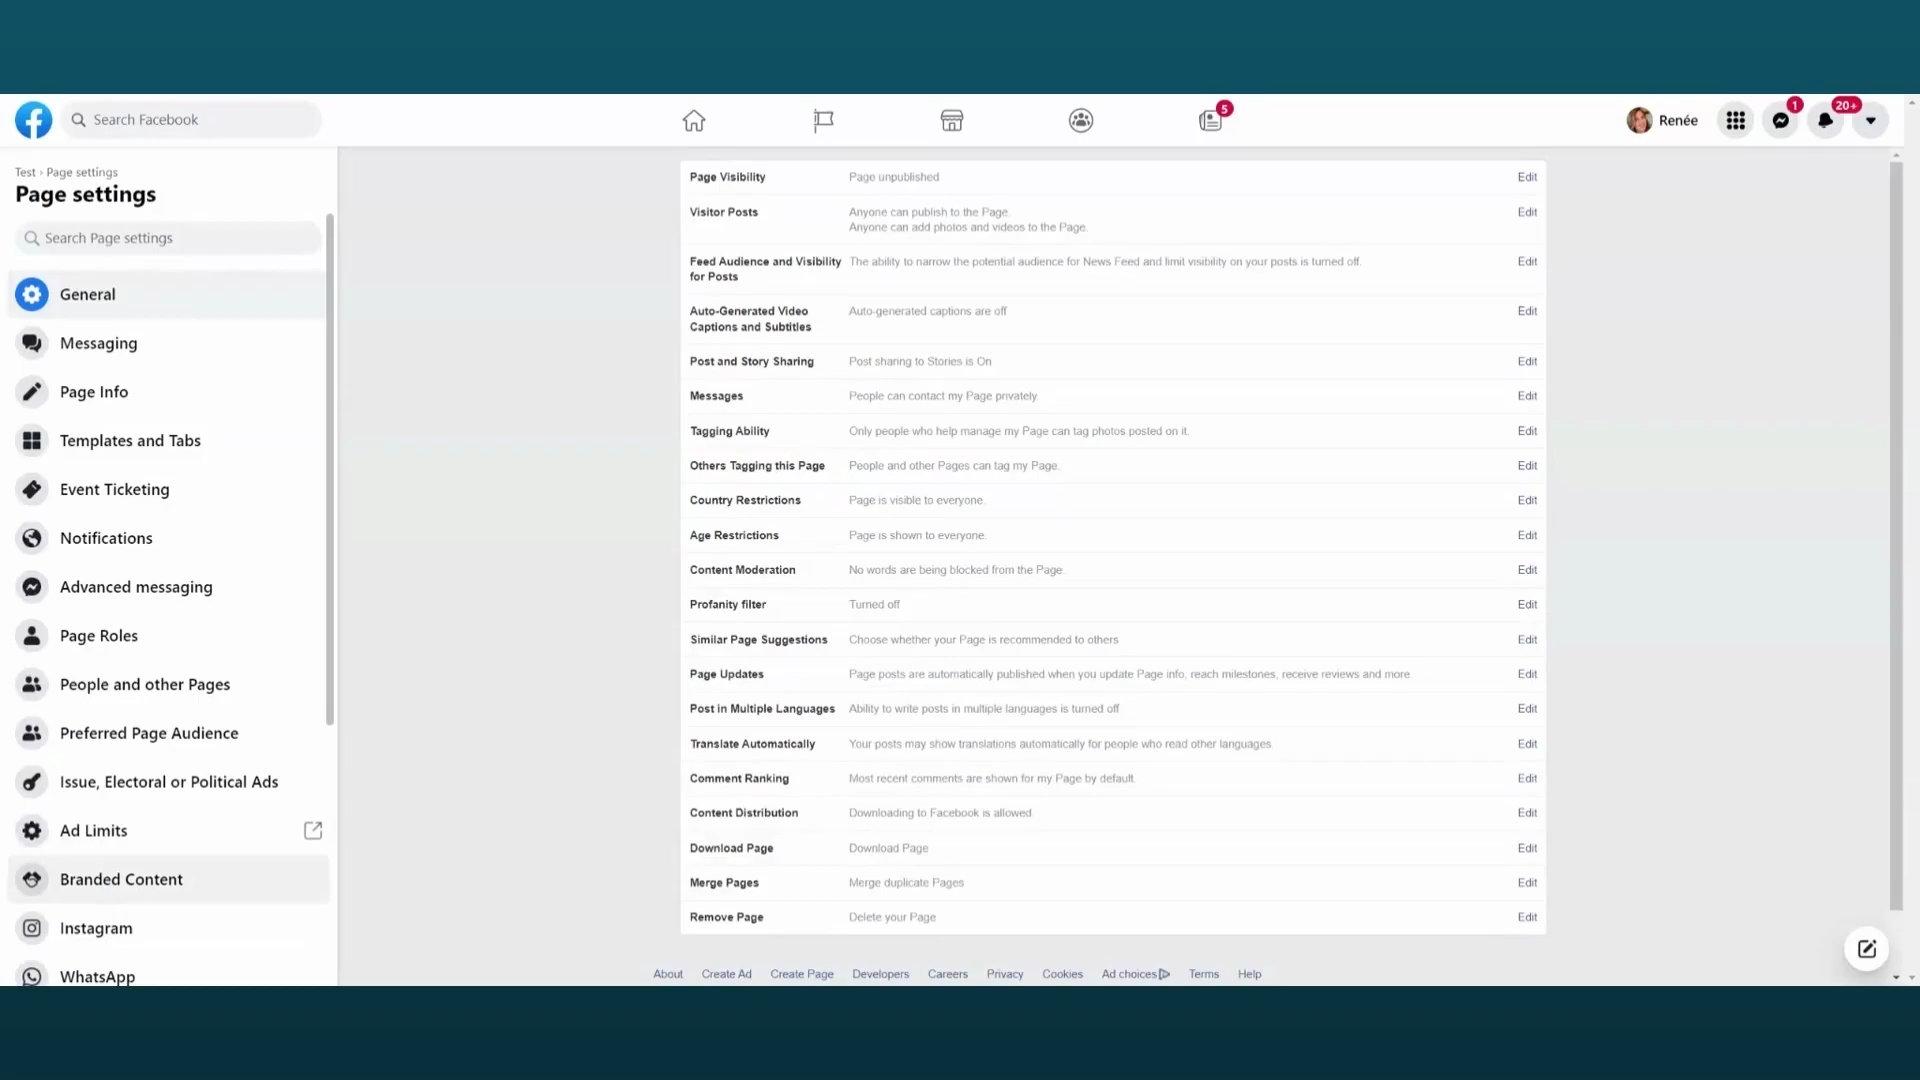 Search Facebook
5
Renée
1
20+
Test › Page settings
Page settings
Search Page settings
General
Messaging
Page Info
Templates and Tabs
Event Ticketing
Notifications
Advanced messaging
Page Roles
People and other Pages
Preferred Page Audience
Issue, Electoral or Political Ads
Ad Limits
Branded Content
Instagram
WhatsApp
Page Visibility Page unpublished Edit
Visitor Posts Anyone can publish to the Page. Edit
Anyone can add photos and videos to the Page.
Feed Audience and Visibility The ability to narrow the potential audience for News Feed and limit visibility on your posts is turned off. Edit
for Posts
Auto-Generated Video Auto-generated captions are off Edit
Captions and Subtitles
Post and Story Sharing Post sharing to Stories is On Edit
Messages People can contact my Page privately. Edit
Tagging Ability Only people who help manage my Page can tag photos posted on it. Edit
Others Tagging this Page People and other Pages can tag my Page. Edit
Country Restrictions Page is visible to everyone. Edit
Age Restrictions Page is shown to everyone. Edit
Content Moderation No words are being blocked from the Page. Edit
Profanity filter Turned off Edit
Similar Page Suggestions Choose whether your Page is recommended to others Edit
Page Updates Page posts are automatically published when you update Page info, reach milestones, receive reviews and more Edit
Post in Multiple Languages Ability to write posts in multiple languages is turned off Edit
Translate Automatically Your posts may show translations automatically for people who read other languages. Edit
Comment Ranking Most recent comments are shown for my Page by default. Edit
Content Distribution Downloading to Facebook is allowed. Edit
Download Page Download Page Edit
Merge Pages Merge duplicate Pages Edit
Remove Page Delete your Page Edit
About Create Ad Create Page Developers Careers Privacy Cookies Ad choices Terms Help